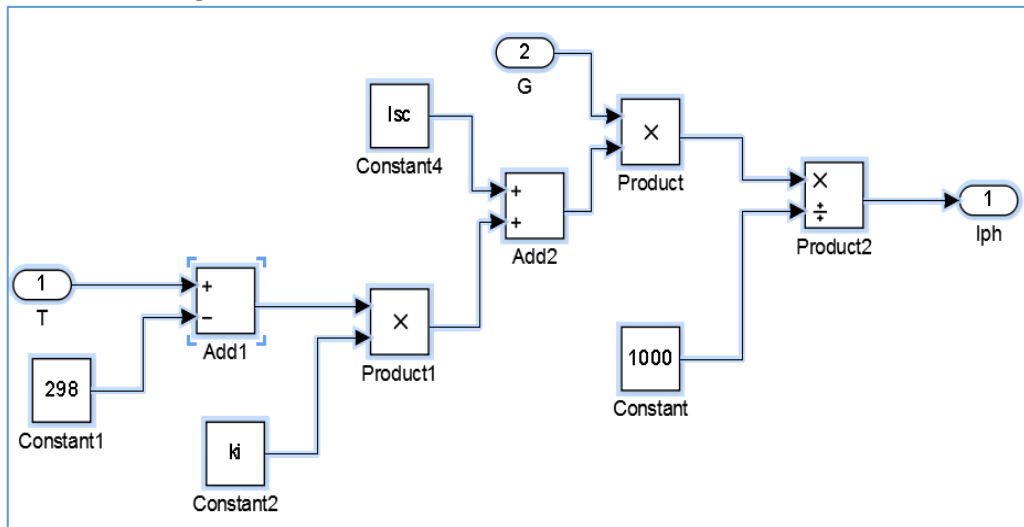 2
G
Isc
Constant4
×
Product
+
+
Add2
×
÷
Product2
1
Iph
1
T
+
−
Add1
×
Product1
298
Constant1
ki
Constant2
1000
Constant